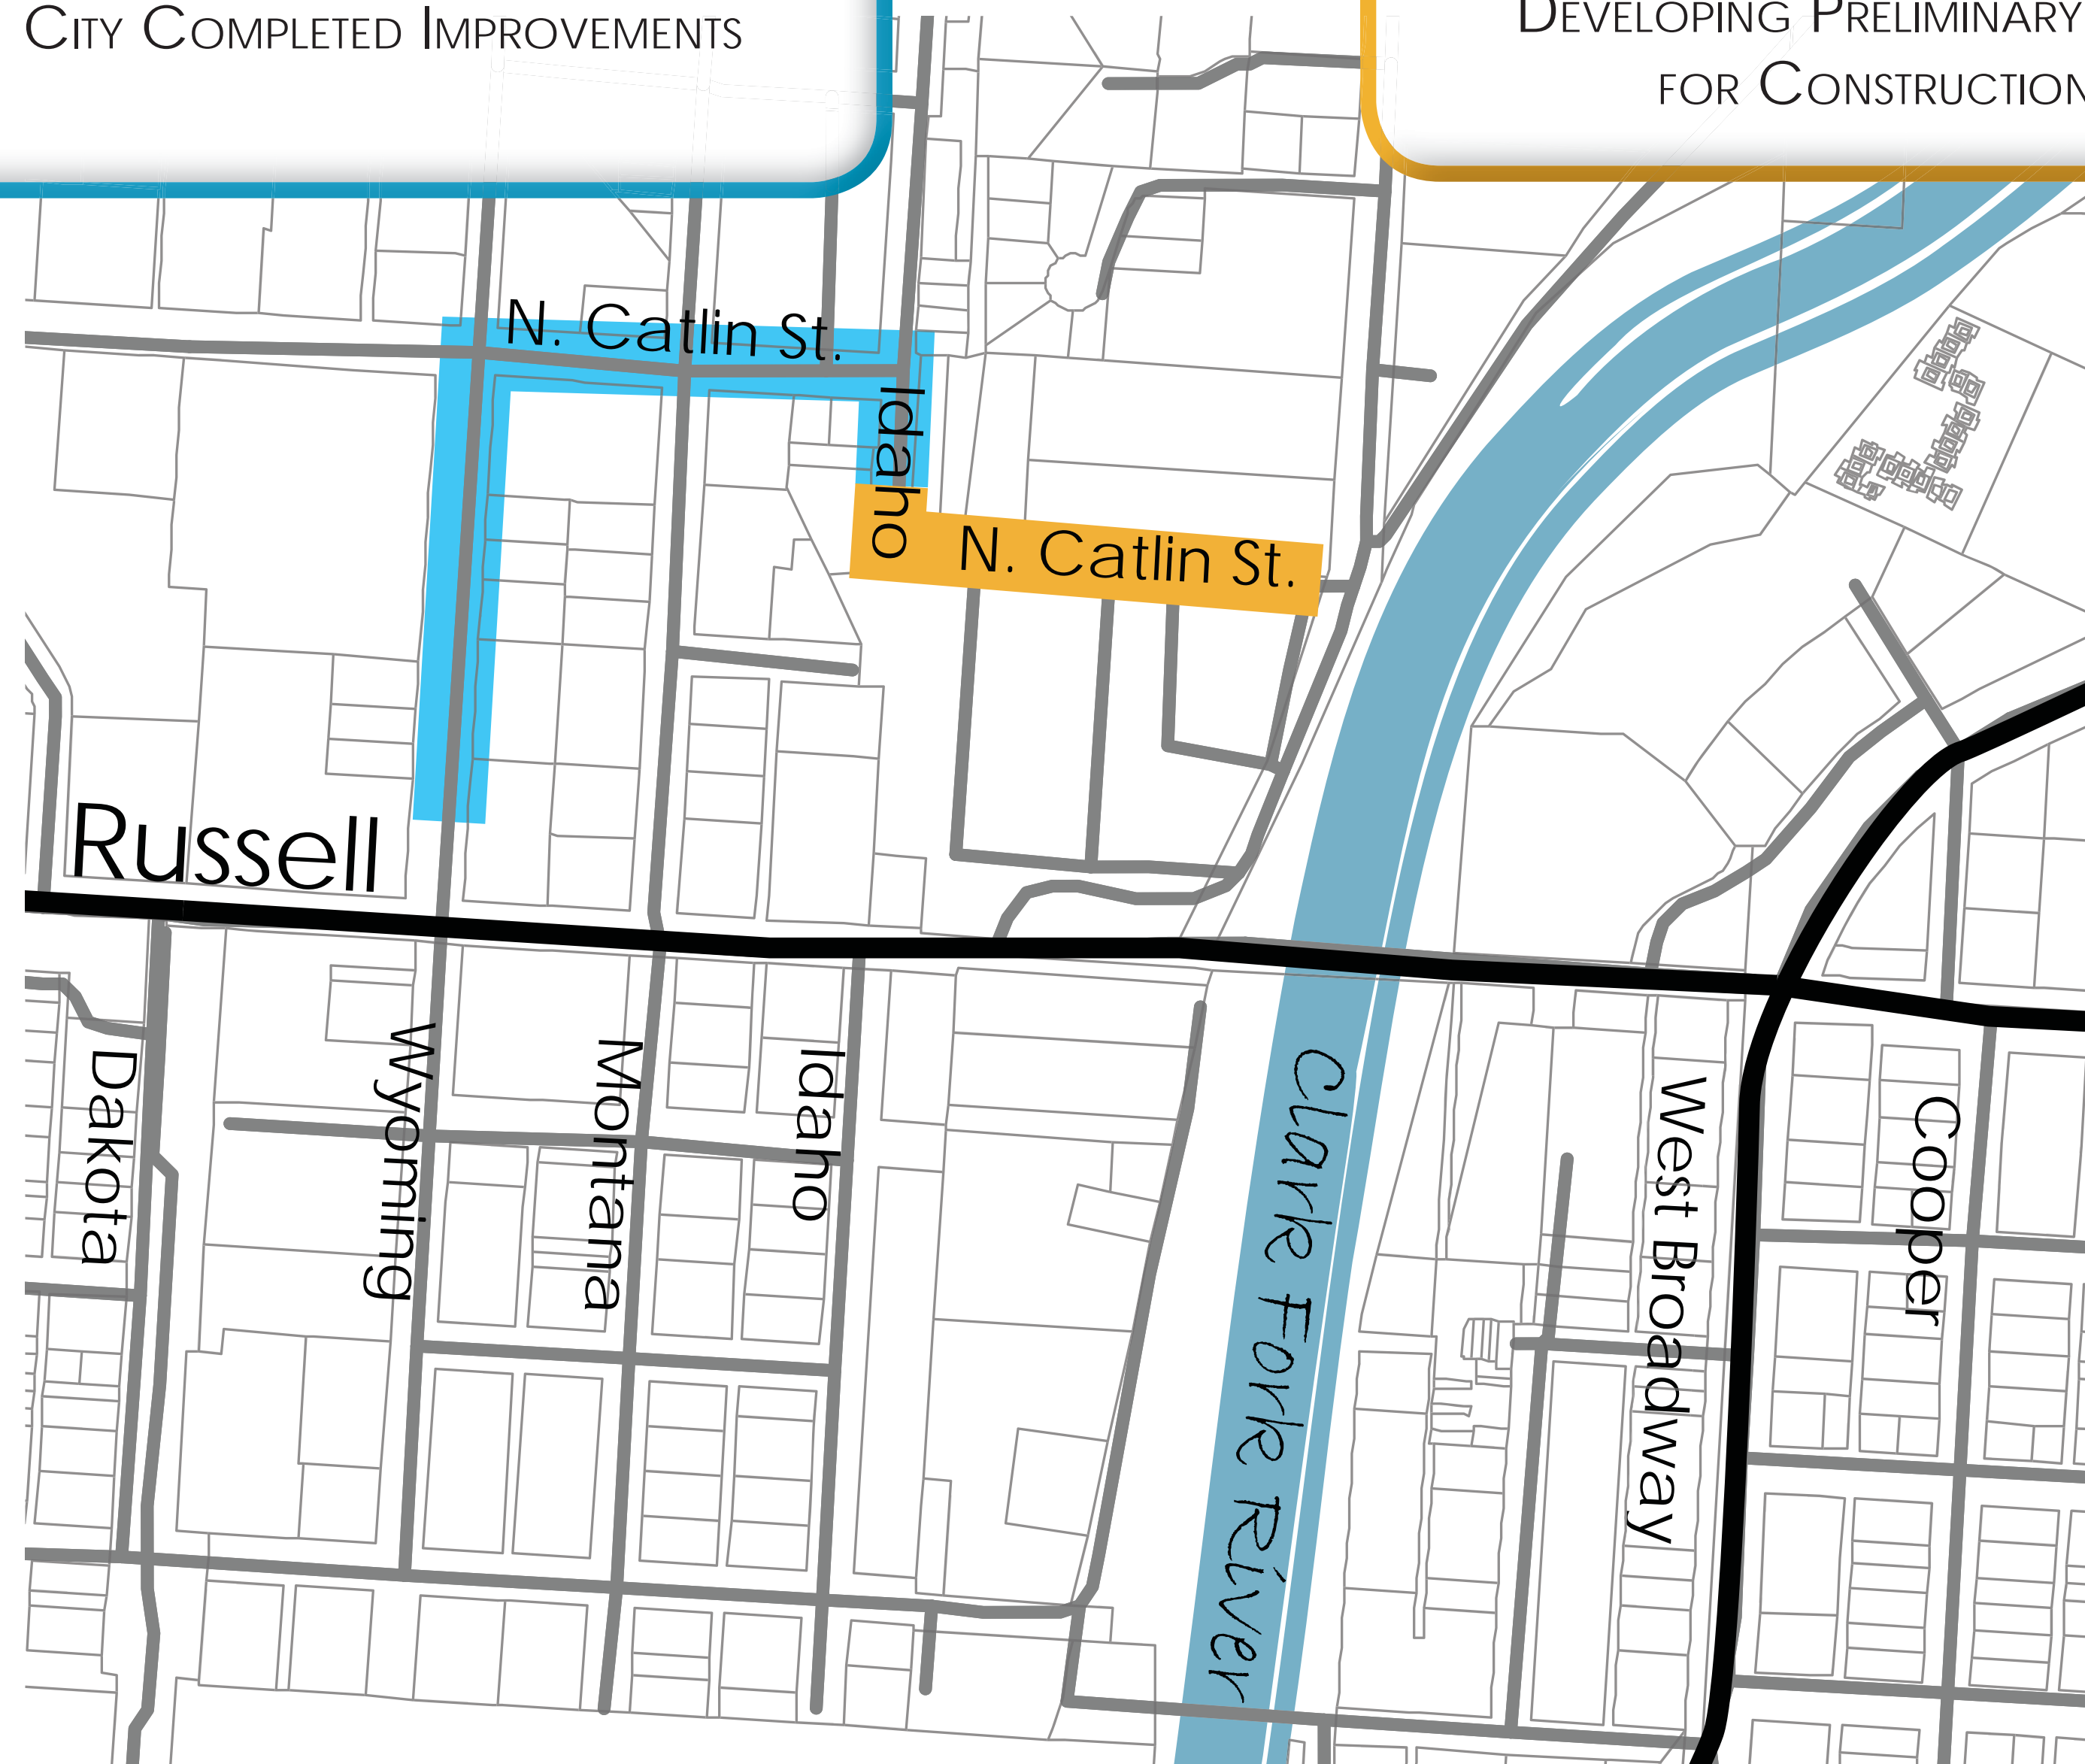 City Completed Improvements
Developing Preliminary
for Construction
N. Catlin St.
Idaho
N. Catlin St.
Russell
Dakota
Wyoming
Montama
Idaho
Clark Fork River
West Broadway
Cooper